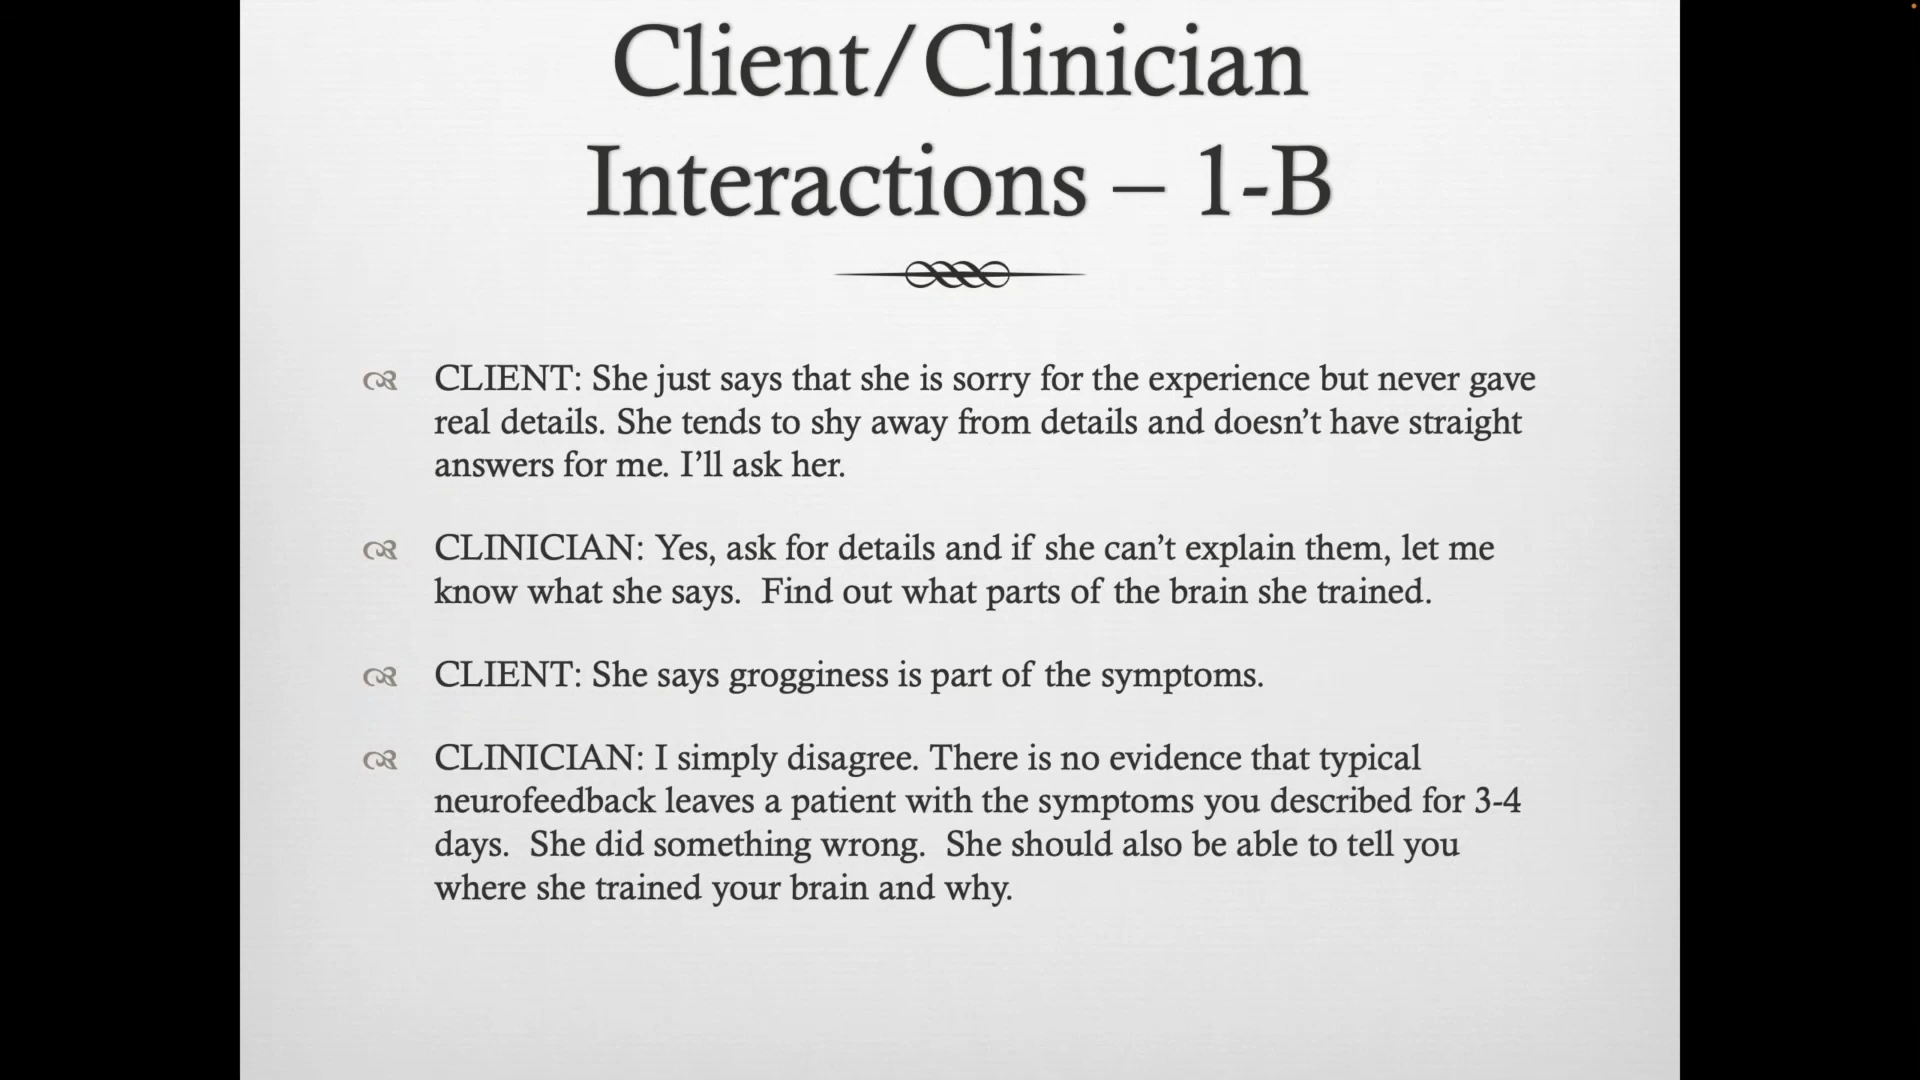 Client/Clinician
Interactions – 1-B
CLIENT: She just says that she is sorry for the experience but never gave
real details. She tends to shy away from details and doesn’t have straight
answers for me. I’ll ask her.
CLINICIAN: Yes, ask for details and if she can’t explain them, let me
know what she says.  Find out what parts of the brain she trained.
CLIENT: She says grogginess is part of the symptoms.
CLINICIAN: I simply disagree. There is no evidence that typical
neurofeedback leaves a patient with the symptoms you described for 3-4
days.  She did something wrong.  She should also be able to tell you
where she trained your brain and why.